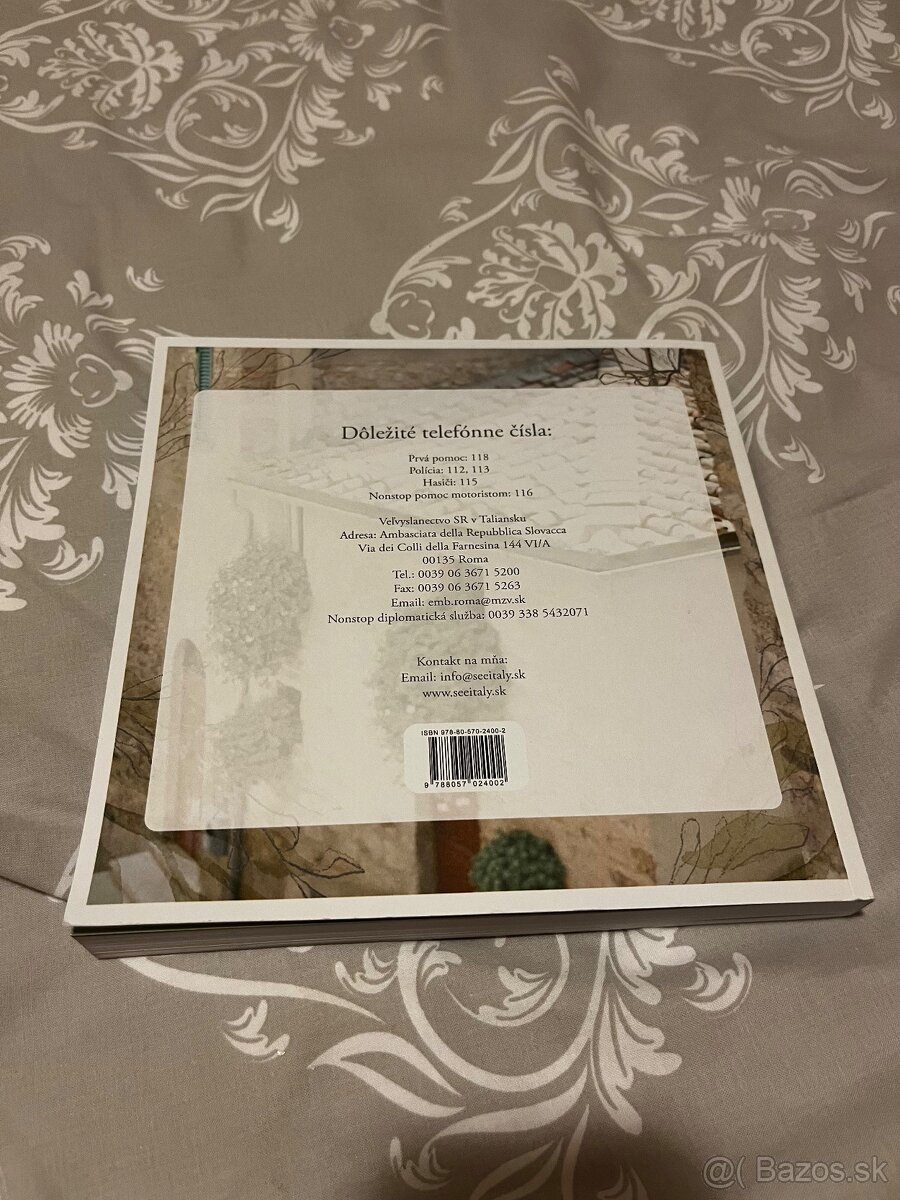 Dôležité telefónne čísla:
Prvá pomoc: 118
Polícia: 112, 113
Hasiči: 115
Nonstop pomoc motoristom: 116
Veľvyslanectvo SR v Taliansku
Adresa: Ambasciata della Repubblica Slovacca
Via dei Colli della Farnesina 144 VI/A
00135 Roma
Tel.: 0039 06 3671 5200
Fax: 0039 06 3671 5263
Email: emb.roma@mzv.sk
Nonstop diplomatická služba: 0039 338 5432071
Kontakt na mňa:
Email: info@seeitaly.sk
www.seeitaly.sk
ISBN 978-80-570-2400-2
9 788057 024002
@( Bazos.sk